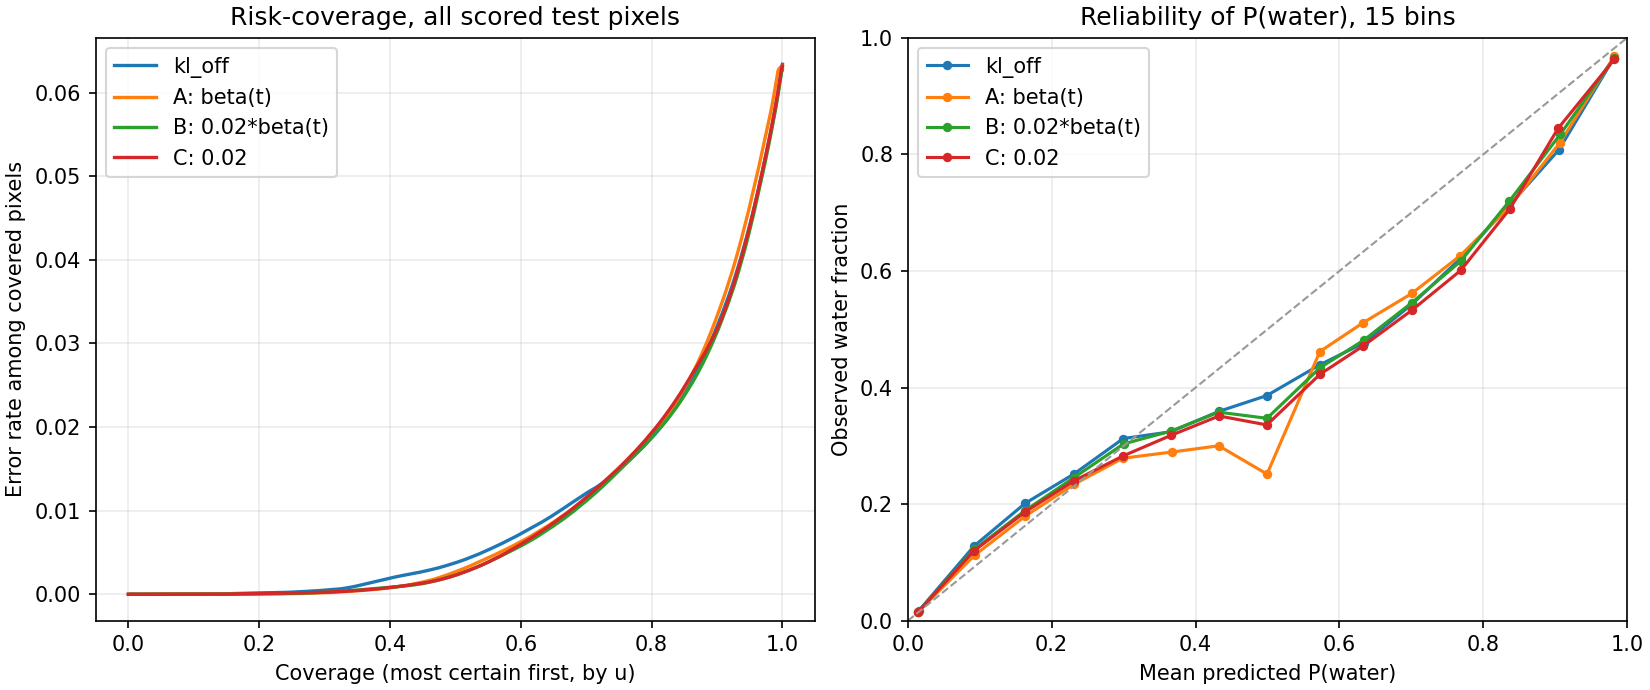 Risk-coverage, all scored test pixels
kl_off
A: beta(t)
B: 0.02*beta(t)
C: 0.02
Error rate among covered pixels
0.06
0.05
0.04
0.03
0.02
0.01
0.00
0.0 0.2 0.4 0.6 0.8 1.0
Coverage (most certain first, by u)
Reliability of P(water), 15 bins
kl_off
A: beta(t)
B: 0.02*beta(t)
C: 0.02
Observed water fraction
1.0
0.8
0.6
0.4
0.2
0.0
0.0 0.2 0.4 0.6 0.8 1.0
Mean predicted P(water)